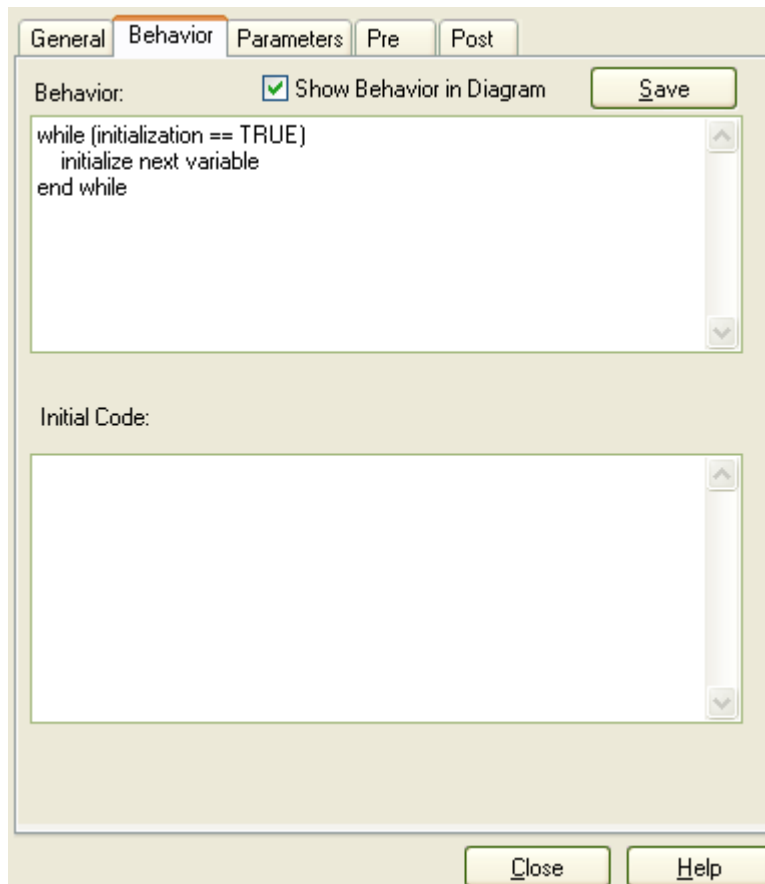 General Behavior Parameters Pre Post
Behavior: Show Behavior in Diagram Save
while (initialization == TRUE)
initialize next variable
end while
Initial Code:
Close Help